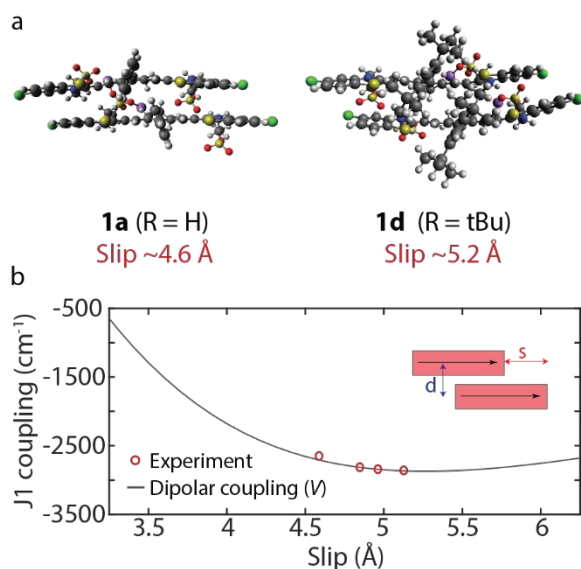 a
1a (R = H)
Slip ~4.6 Å
1d (R = tBu)
Slip ~5.2 Å
b
J1 coupling (cm⁻¹)
-500
-1500
-2500
-3500
s
d
Experiment
Dipolar coupling (V)
3.5 4 4.5 5 5.5 6
Slip (Å)